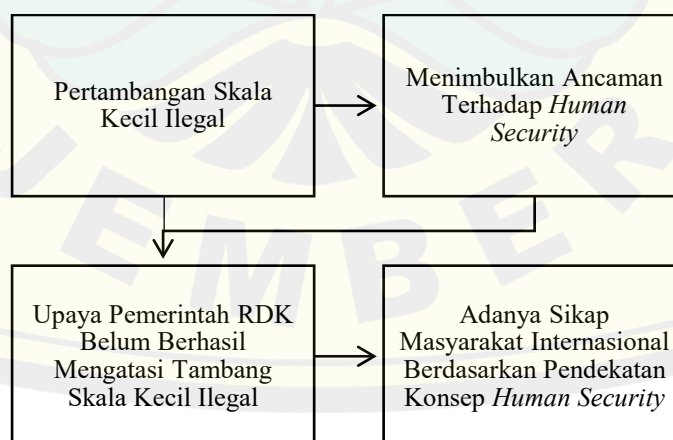 Pertambangan Skala
Kecil Ilegal
Menimbulkan Ancaman
Terhadap Human
Security
Upaya Pemerintah RDK
Belum Berhasil
Mengatasi Tambang
Skala Kecil Ilegal
Adanya Sikap
Masyarakat Internasional
Berdasarkan Pendekatan
Konsep Human Security